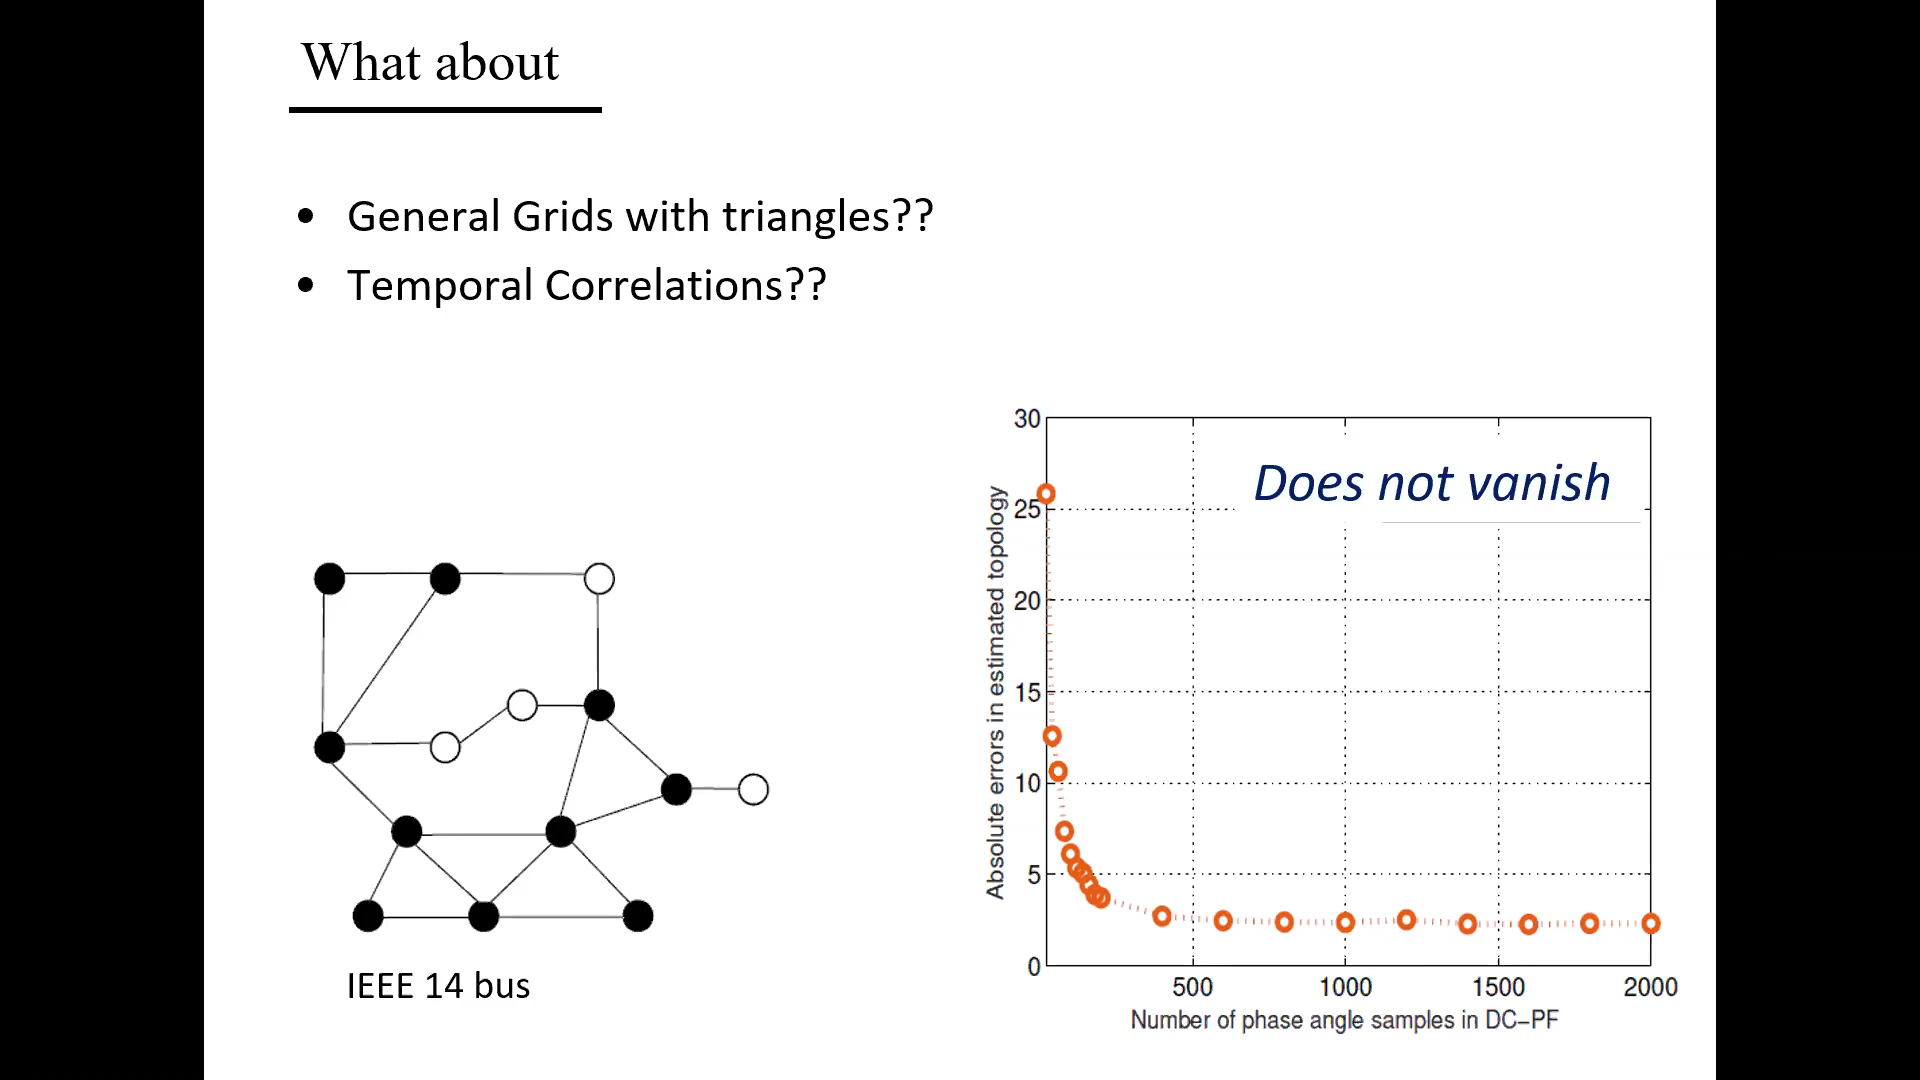 What about
• General Grids with triangles??
• Temporal Correlations??
IEEE 14 bus
Does not vanish
Absolute errors in estimated topology
30
25
20
15
10
5
0
500 1000 1500 2000
Number of phase angle samples in DC-PF